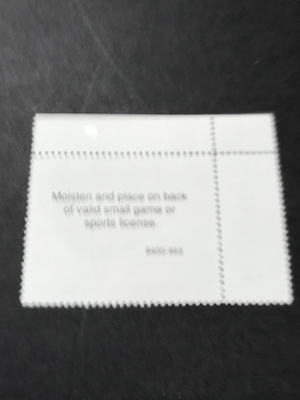 Moisten and place on back
of valid small game or
sports license.